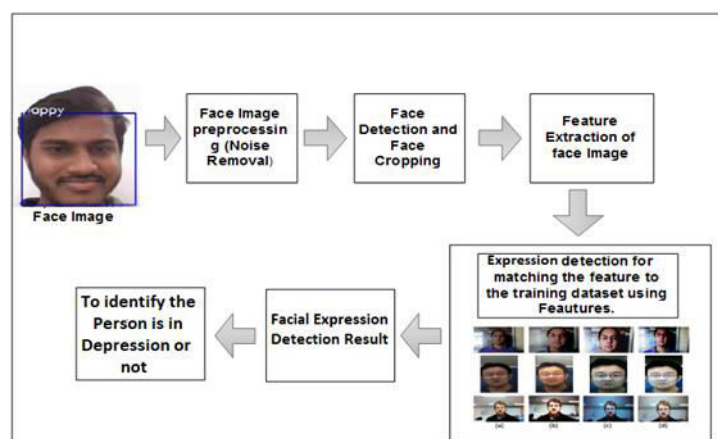 happy
Face Image
Face Image
preprocessin
g (Noise
Removal)
Face
Detection and
Face
Cropping
Feature
Extraction of
face Image
Expression detection for
matching the feature to
the training dataset using
Feautures.
(a) (b) (c) (d)
Facial Expression
Detection Result
To identify the
Person is in
Depression or
not